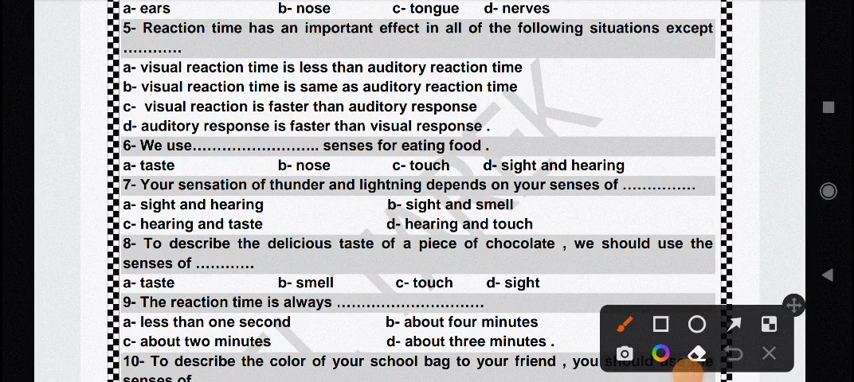 a- ears b- nose c- tongue d- nerves
5- Reaction time has an important effect in all of the following situations except
............
a- visual reaction time is less than auditory reaction time
b- visual reaction time is same as auditory reaction time
c- visual reaction is faster than auditory response
d- auditory response is faster than visual response .
6- We use.......................... senses for eating food .
a- taste b- nose c- touch d- sight and hearing
7- Your sensation of thunder and lightning depends on your senses of ...............
a- sight and hearing b- sight and smell
c- hearing and taste d- hearing and touch
8- To describe the delicious taste of a piece of chocolate , we should use the
senses of ............
a- taste b- smell c- touch d- sight
9- The reaction time is always ..............................
a- less than one second b- about four minutes
c- about two minutes d- about three minutes .
10- To describe the color of your school bag to your friend , you should use the
senses of